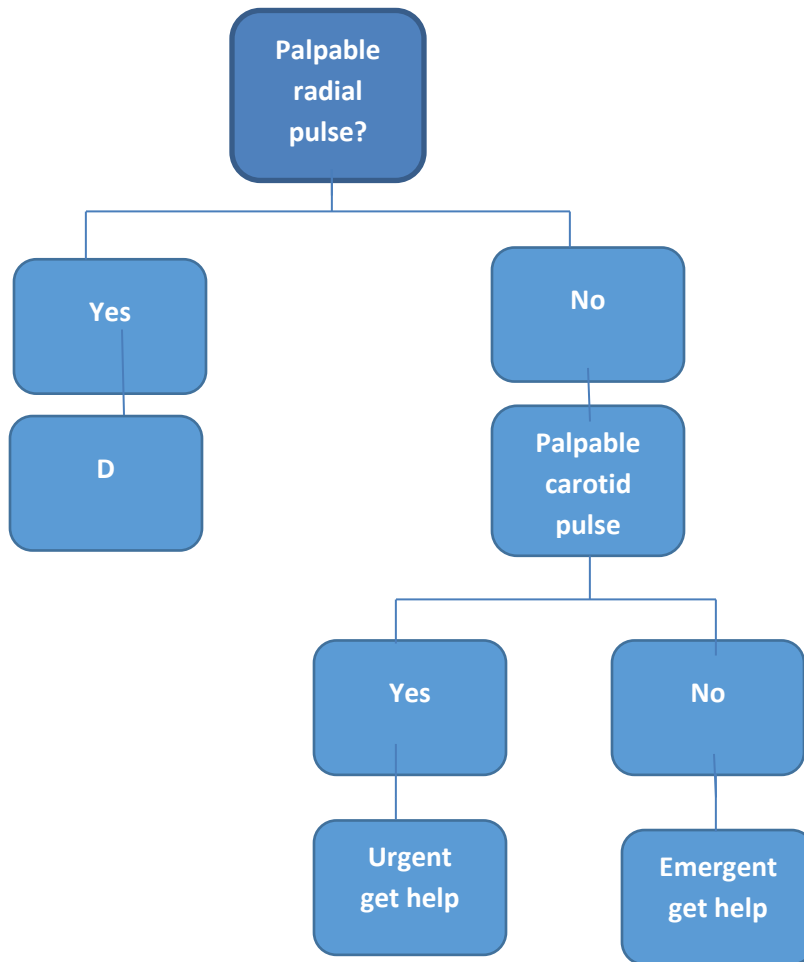 Palpable
radial
pulse?
Yes
No
D
Palpable
carotid
pulse
Yes
No
Urgent
get help
Emergent
get help